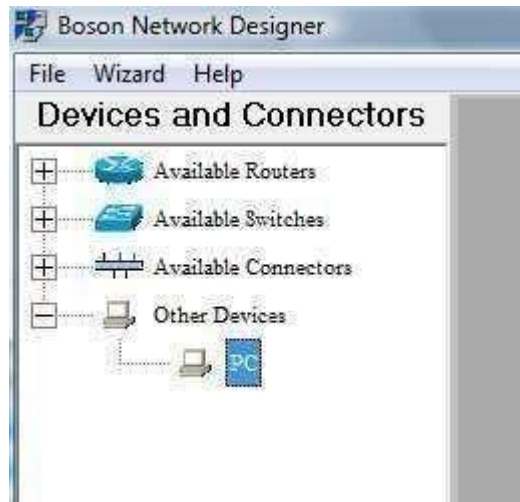 Boson Network Designer
File Wizard Help
Devices and Connectors
Available Routers
Available Switches
Available Connectors
Other Devices
PC